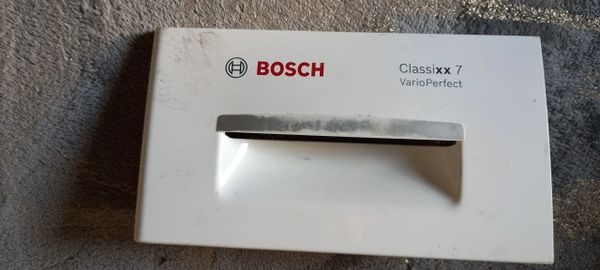 BOSCH
Classixx 7
VarioPerfect